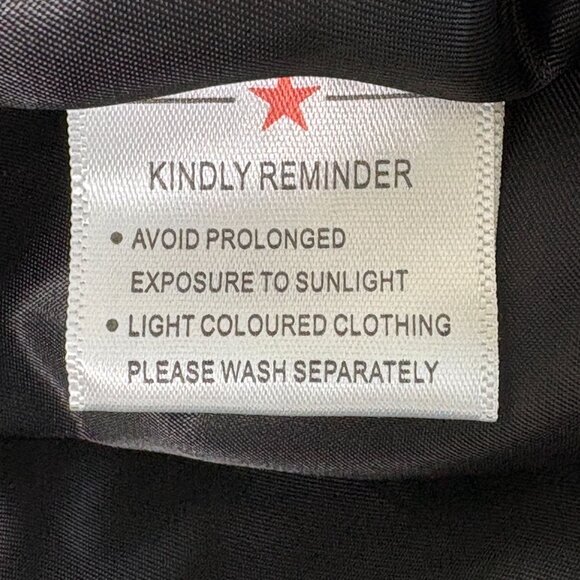 KINDLY REMINDER
• AVOID PROLONGED
EXPOSURE TO SUNLIGHT
• LIGHT COLOURED CLOTHING
PLEASE WASH SEPARATELY